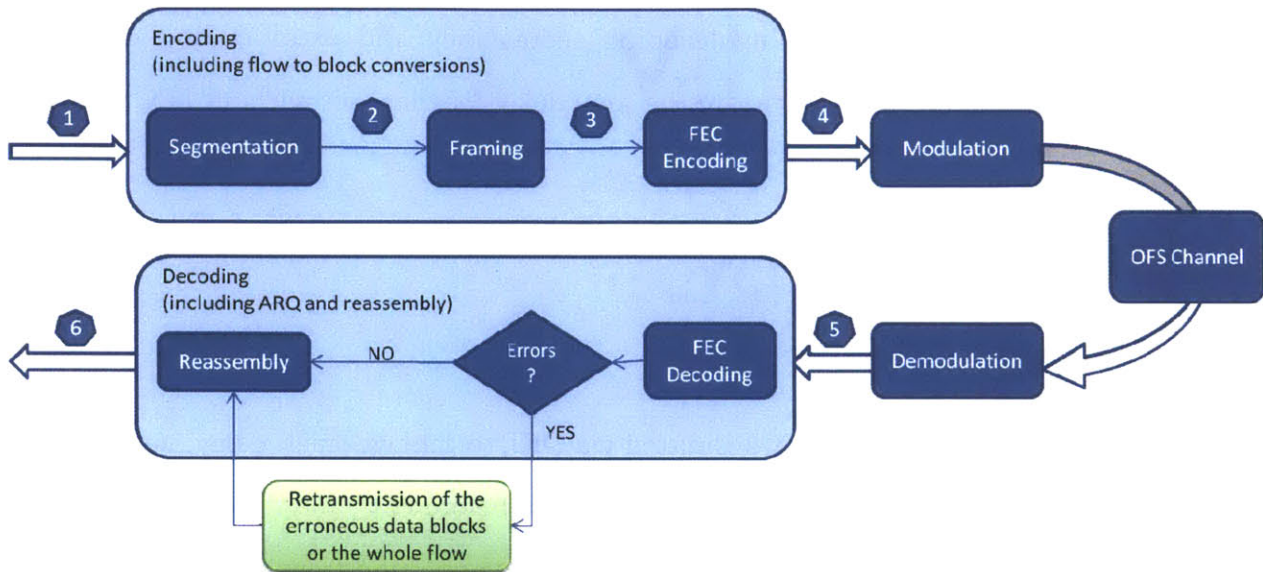 Encoding
(including flow to block conversions)
1
Segmentation
2
Framing
3
FEC
Encoding
4
Modulation
OFS Channel
Decoding
(including ARQ and reassembly)
6
Reassembly
NO
Errors
?
YES
FEC
Decoding
5
Demodulation
Retransmission of the
erroneous data blocks
or the whole flow